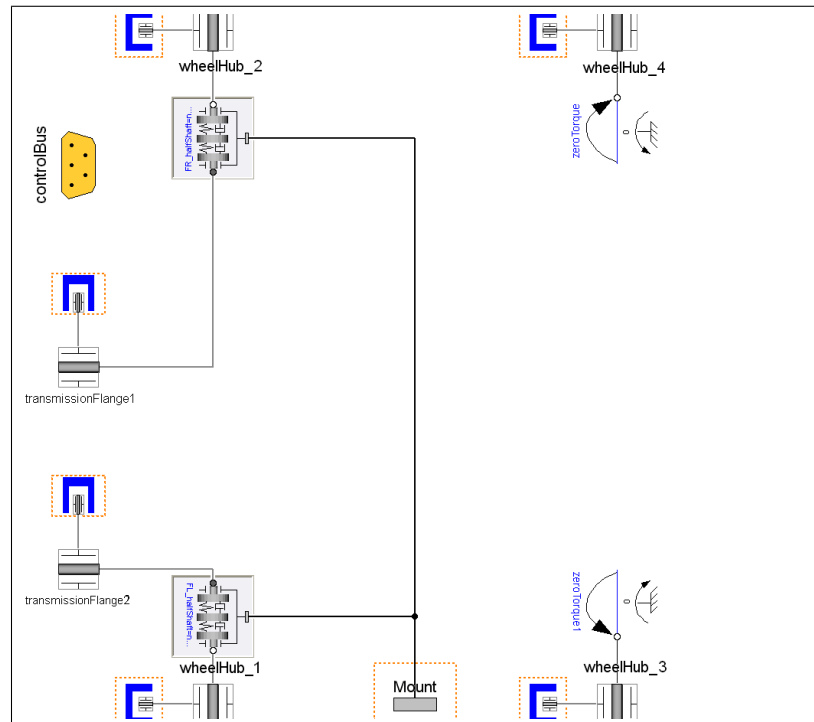 wheelHub_2
wheelHub_4
FR_halfShaft=n...
zeroTorque
0
controlBus
transmissionFlange1
transmissionFlange2
FL_halfShaft=n...
zeroTorque1
0
wheelHub_1
wheelHub_3
Mount